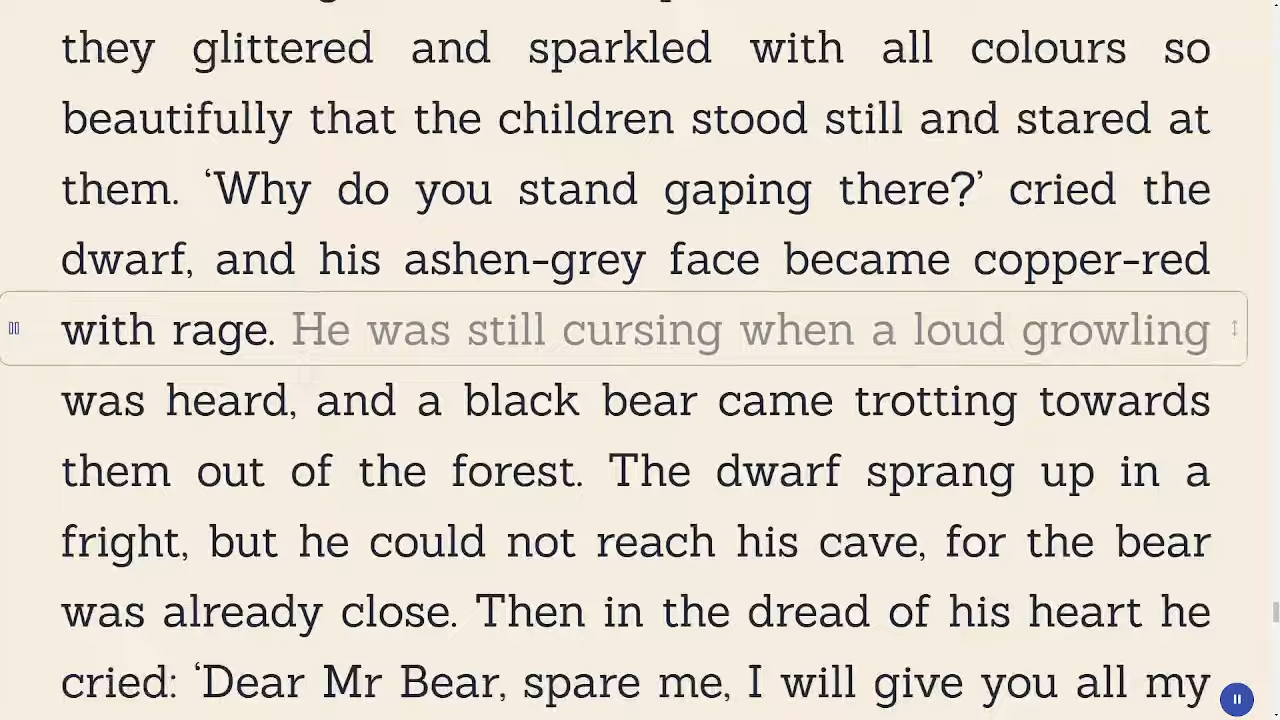 they glittered and sparkled with all colours so
beautifully that the children stood still and stared at
them. ‘Why do you stand gaping there?’ cried the
dwarf, and his ashen-grey face became copper-red
with rage. He was still cursing when a loud growling
was heard, and a black bear came trotting towards
them out of the forest. The dwarf sprang up in a
fright, but he could not reach his cave, for the bear
was already close. Then in the dread of his heart he
cried: ‘Dear Mr Bear, spare me, I will give you all my